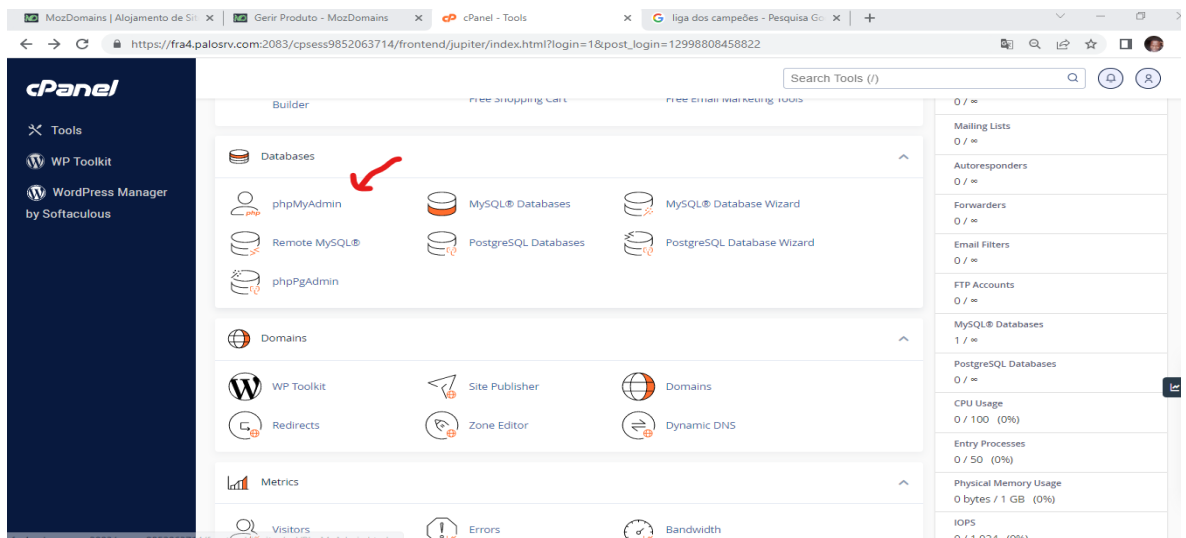 MozDomains | Alojamento de Sit
Gerir Produto - MozDomains
cPanel - Tools
liga dos campeões - Pesquisa Go
https://fra4.palosrv.com:2083/cpsess9852063714/frontend/jupiter/index.html?login=1&post_login=12998808458822
cPanel
Search Tools (/)
Tools
WP Toolkit
WordPress Manager
by Softaculous
Builder
Free Shopping Cart
Free Email Marketing Tools
Databases
phpMyAdmin
MySQL® Databases
MySQL® Database Wizard
Remote MySQL®
PostgreSQL Databases
PostgreSQL Database Wizard
phpPgAdmin
Domains
WP Toolkit
Site Publisher
Domains
Redirects
Zone Editor
Dynamic DNS
Metrics
Visitors
Errors
Bandwidth
0 / ∞
Mailing Lists
0 / ∞
Autoresponders
0 / ∞
Forwarders
0 / ∞
Email Filters
0 / ∞
FTP Accounts
0 / ∞
MySQL® Databases
1 / ∞
PostgreSQL Databases
0 / ∞
CPU Usage
0 / 100 (0%)
Entry Processes
0 / 50 (0%)
Physical Memory Usage
0 bytes / 1 GB (0%)
IOPS
0 / 1,024 (0%)